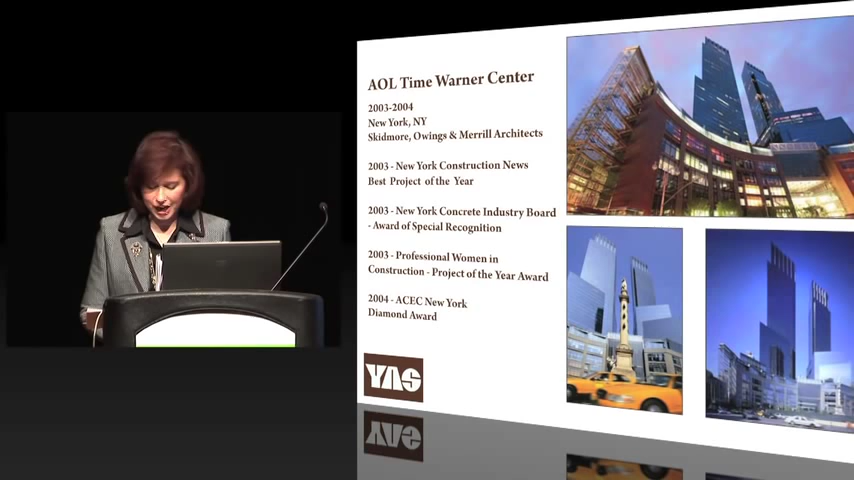 AOL Time Warner Center
2003-2004
New York, NY
Skidmore, Owings & Merrill Architects
2003 - New York Construction News
Best Project of the Year
2003 - New York Concrete Industry Board
- Award of Special Recognition
2003 - Professional Women in
Construction - Project of the Year Award
2004 - ACEC New York
Diamond Award
YAS